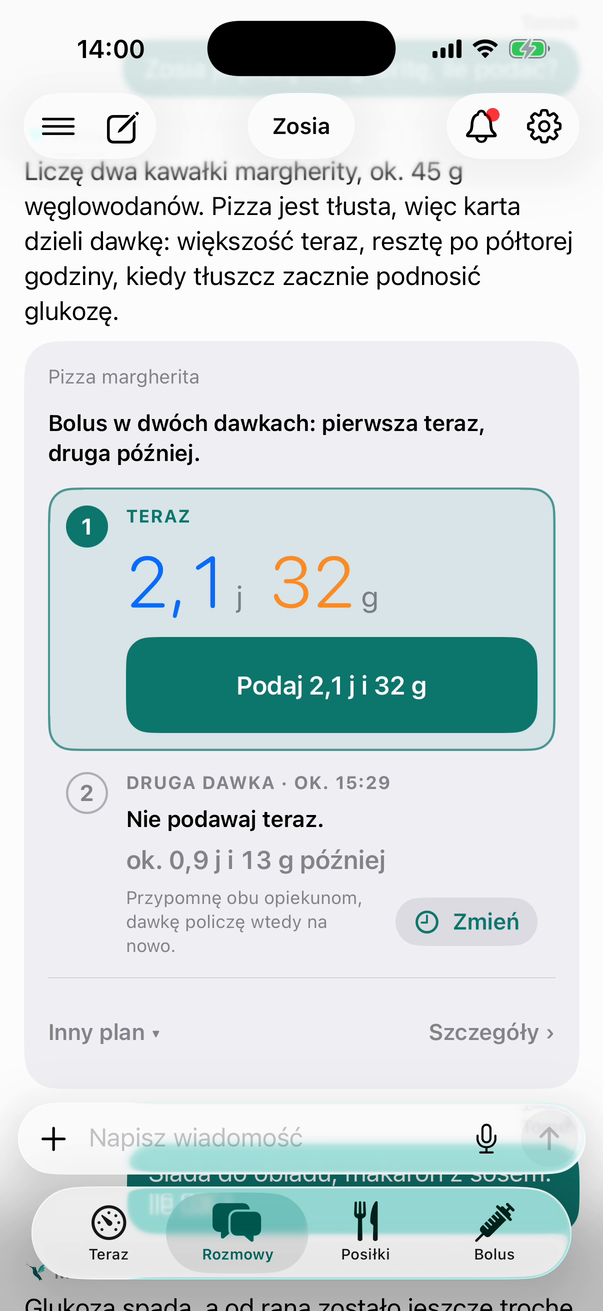 14:00
Zosia
Liczę dwa kawałki margherity, ok. 45 g
węglowodanów. Pizza jest tłusta, więc karta
dzieli dawkę: większość teraz, resztę po półtorej
godziny, kiedy tłuszcz zacznie podnosić
glukozę.
Pizza margherita
Bolus w dwóch dawkach: pierwsza teraz,
druga później.
1
TERAZ
2,1 j 32 g
Podaj 2,1 j i 32 g
2
DRUGA DAWKA · OK. 15:29
Nie podawaj teraz.
ok. 0,9 j i 13 g później
Przypomnę obu opiekunom,
dawkę policzę wtedy na
nowo.
Zmień
Inny plan ▾
Szczegóły ›
Napisz wiadomość
Siada do obiadu, makaron z sosem.
Teraz
Rozmowy
Posiłki
Bolus
Glukoza spada, a od rana zostało jeszcze trochę